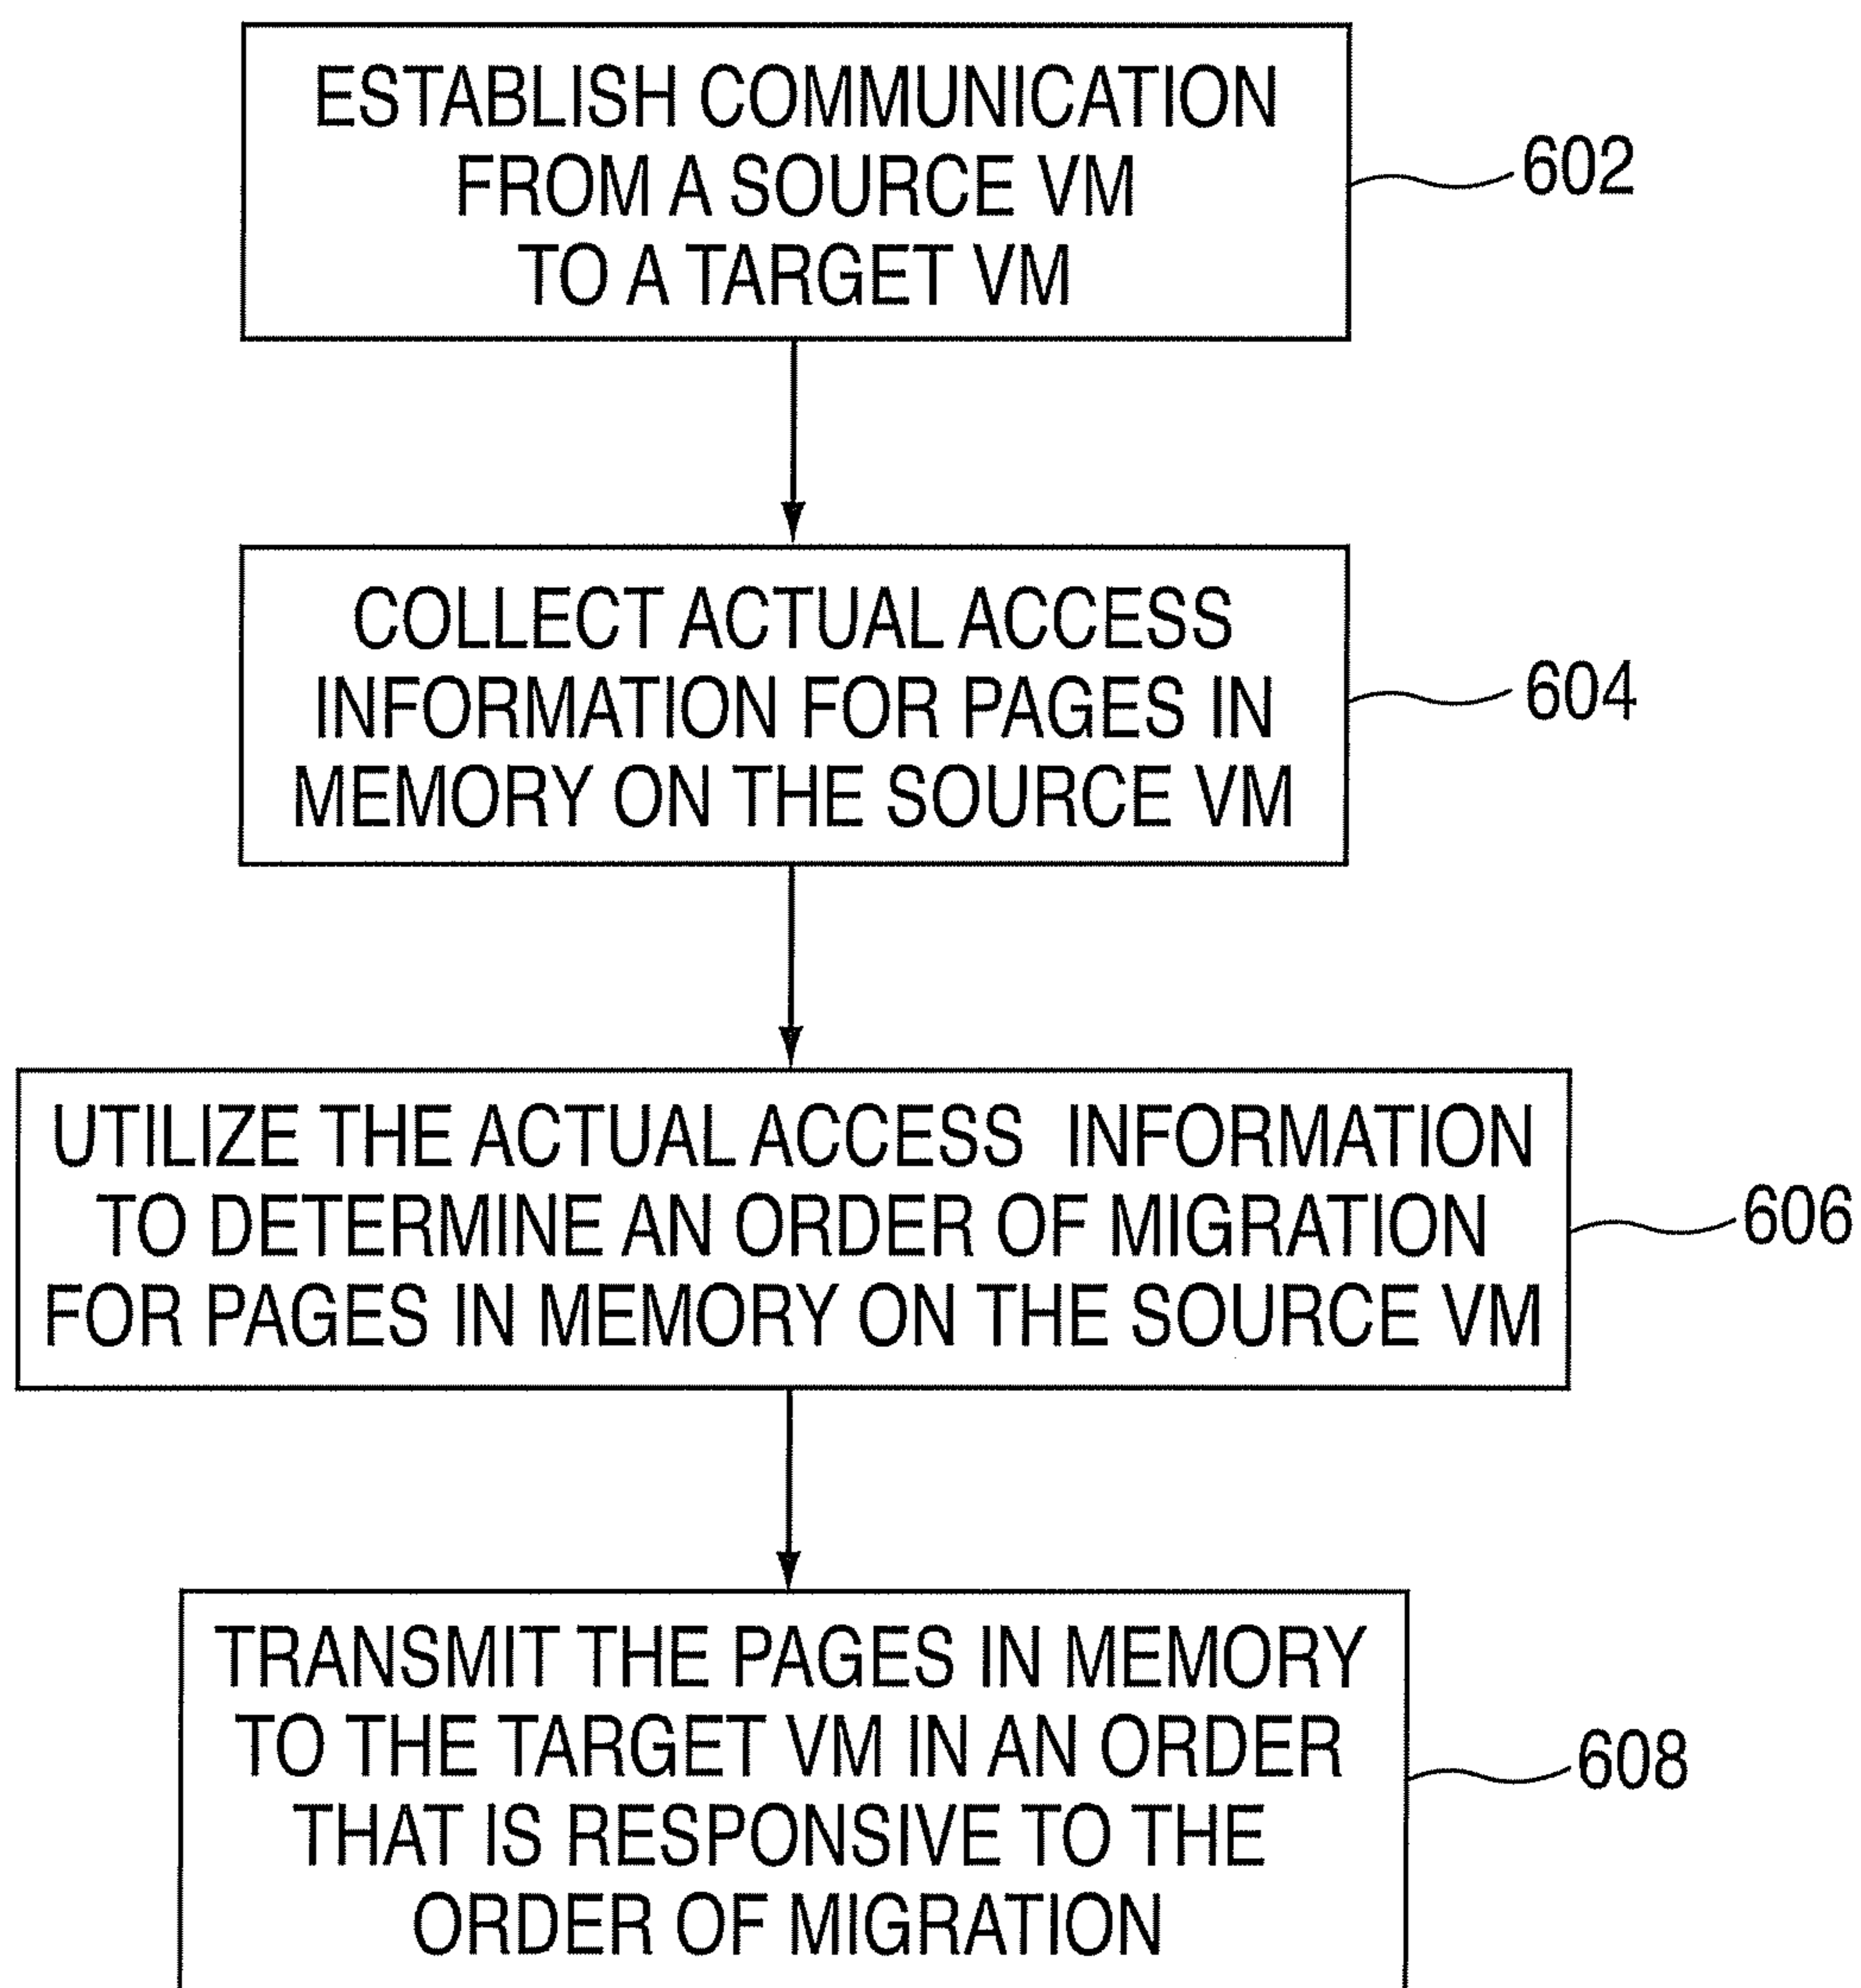 ESTABLISH COMMUNICATION
FROM A SOURCE VM
TO A TARGET VM
602
COLLECT ACTUAL ACCESS
INFORMATION FOR PAGES IN
MEMORY ON THE SOURCE VM
604
UTILIZE THE ACTUAL ACCESS INFORMATION
TO DETERMINE AN ORDER OF MIGRATION
FOR PAGES IN MEMORY ON THE SOURCE VM
606
TRANSMIT THE PAGES IN MEMORY
TO THE TARGET VM IN AN ORDER
THAT IS RESPONSIVE TO THE
ORDER OF MIGRATION
608